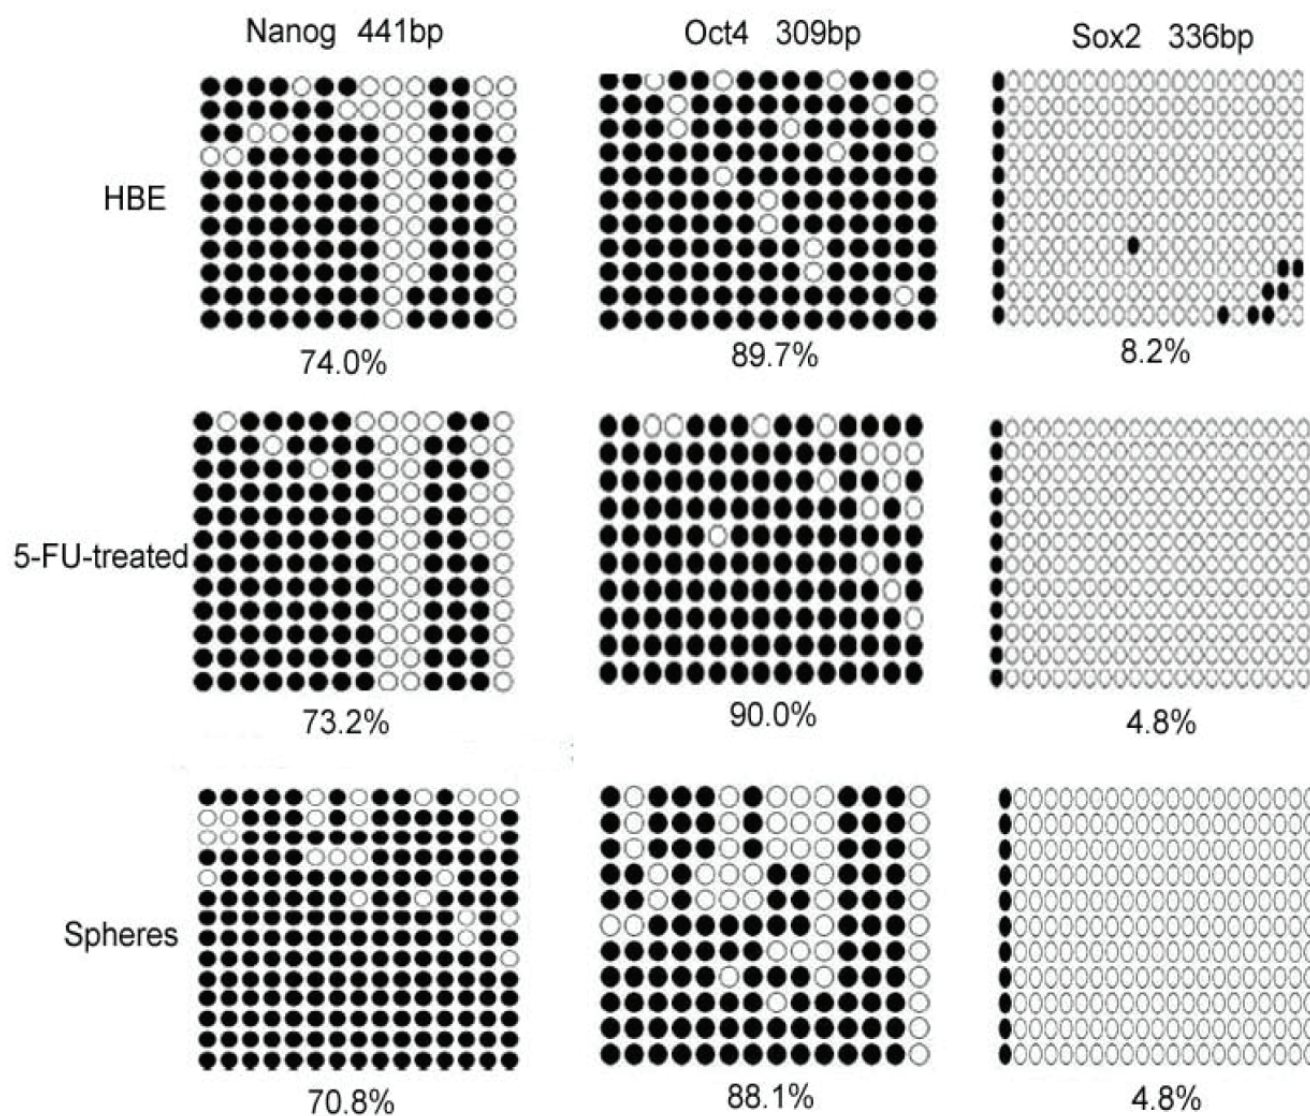 Nanog 441bp Oct4 309bp Sox2 336bp
HBE
74.0% 89.7% 8.2%
5-FU-treated
73.2% 90.0% 4.8%
Spheres
70.8% 88.1% 4.8%